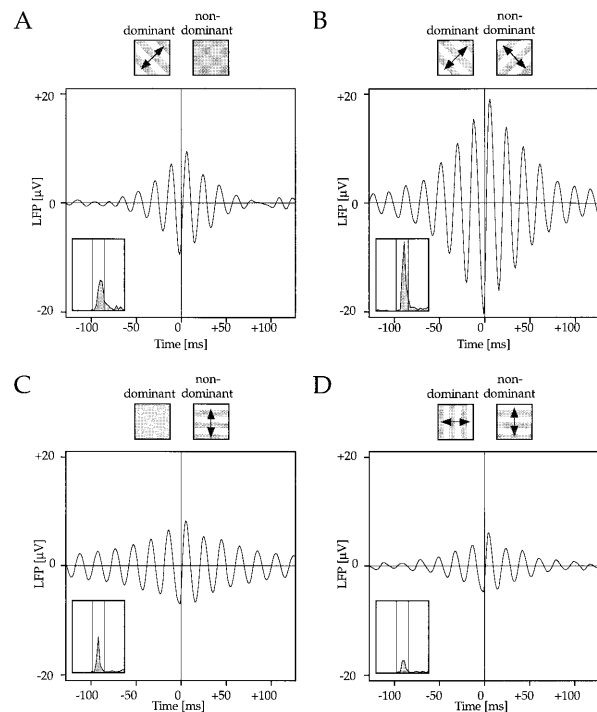 A
dominant
non-
dominant
+20
0
-20
LFP [µV]
-100
-50
0
+50
+100
Time [ms]
B
dominant
non-
dominant
+20
0
-20
LFP [µV]
-100
-50
0
+50
+100
Time [ms]
C
dominant
non-
dominant
+20
0
-20
LFP [µV]
-100
-50
0
+50
+100
Time [ms]
D
dominant
non-
dominant
+20
0
-20
LFP [µV]
-100
-50
0
+50
+100
Time [ms]